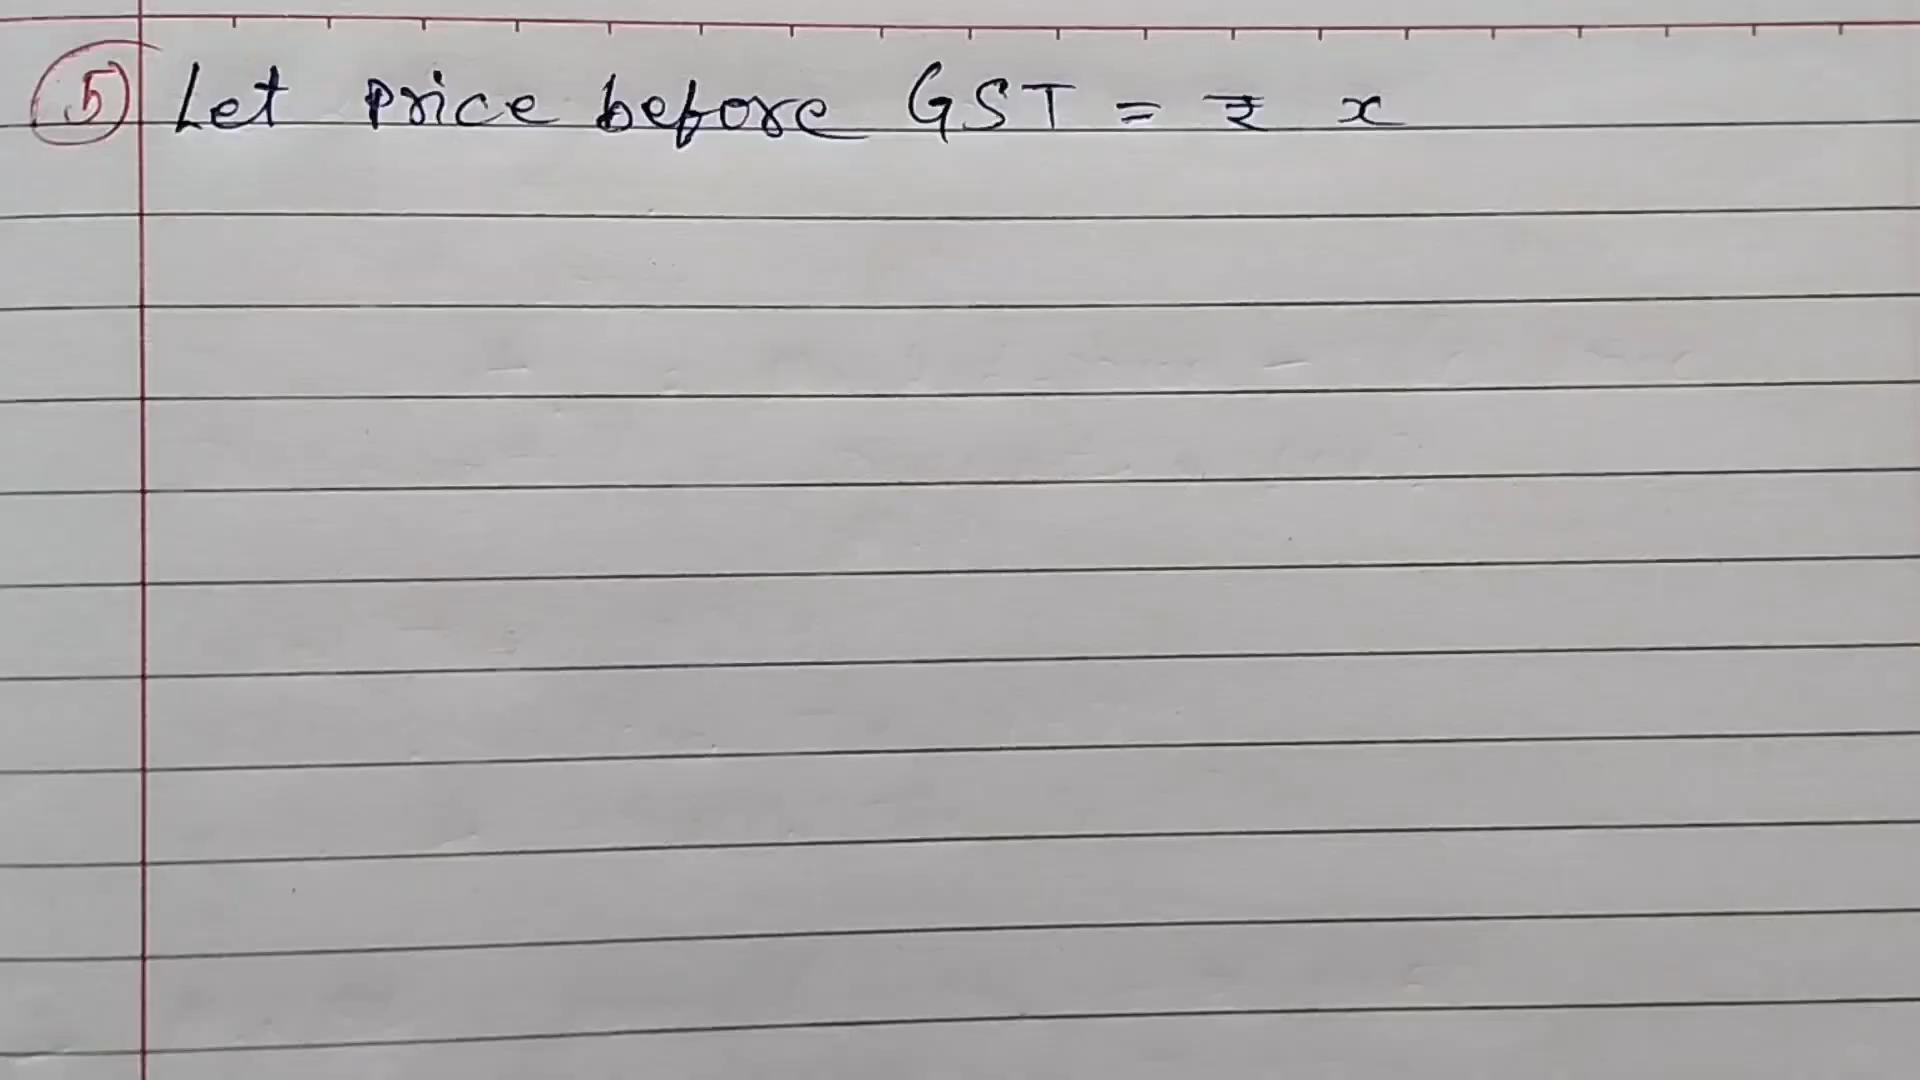 5 Let Price before GST = ₹ x